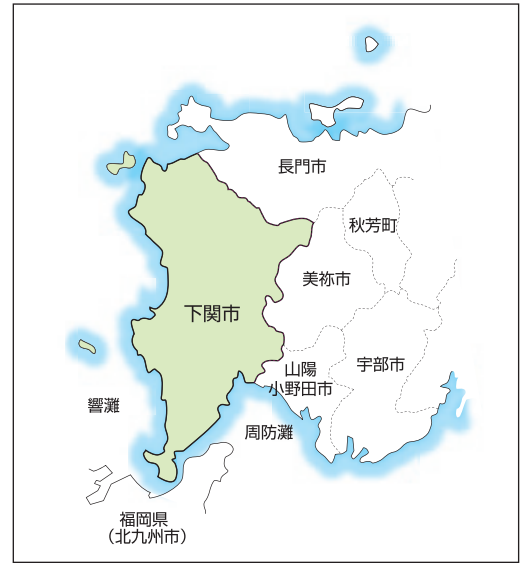 長門市
秋芳町
美祢市
下関市
山陽
小野田市
宇部市
響灘
周防灘
福岡県
（北九州市）